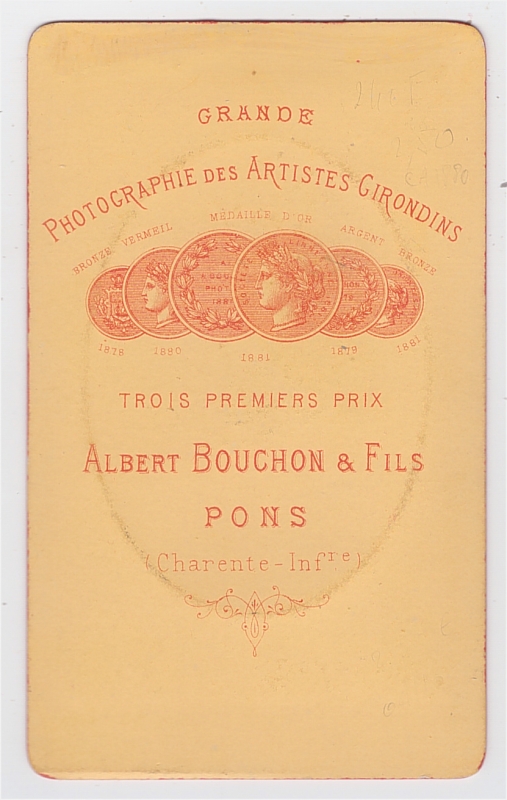 GRANDE
PHOTOGRAPHIE DES ARTISTES GIRONDINS
BRONZE VERMEIL MEDAILLE D'OR ARGENT BRONZE
1878 1880 1881 1879 1881
TROIS PREMIERS PRIX
ALBERT BOUCHON & FILS
PONS
(Charente-Infre)